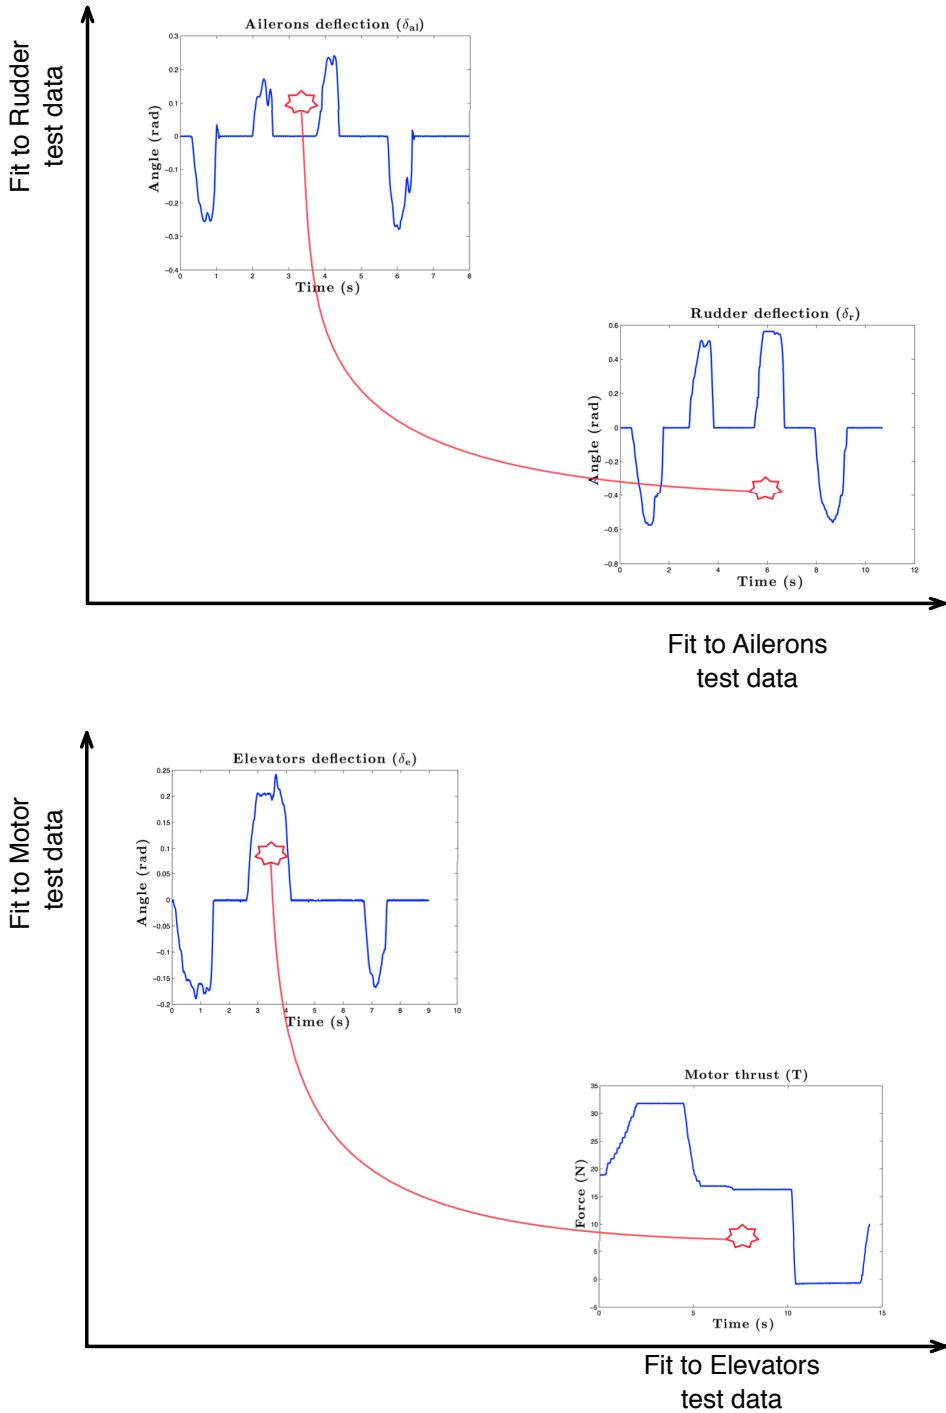 Ailerons deflection (δal)
Fit to Rudder
test data
Angle (rad)
0.3
0.2
0.1
0
-0.1
-0.2
-0.3
-0.4
0 1 2 3 4 5 6 7 8
Time (s)
Rudder deflection (δr)
Angle (rad)
0.6
0.4
0.2
0
-0.2
-0.4
-0.6
-0.8
0 2 4 6 8 10 12
Time (s)
Fit to Ailerons
test data
Elevators deflection (δe)
Fit to Motor
test data
Angle (rad)
0.25
0.2
0.15
0.1
0.05
0
-0.05
-0.1
-0.15
-0.2
0 1 2 3 4 5 6 7 8 9 10
Time (s)
Motor thrust (T)
Force (N)
35
30
25
20
15
10
5
0
-5
0 5 10 15
Time (s)
Fit to Elevators
test data